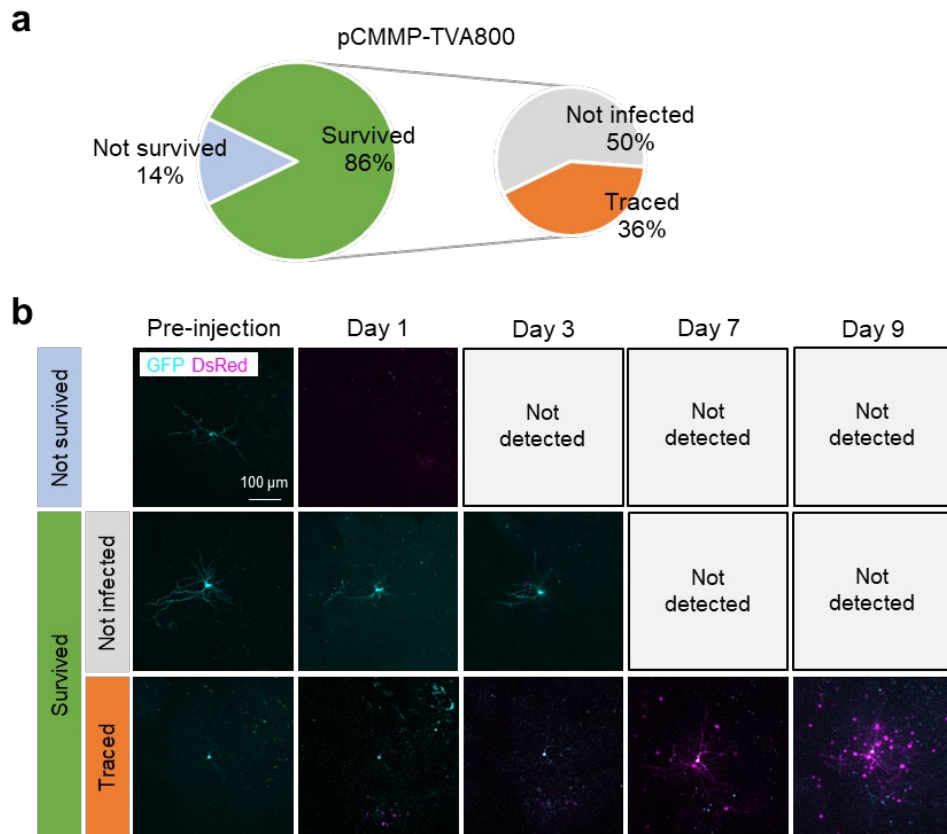 a
pCMMP-TVA800
Not survived
14%
Survived
86%
Not infected
50%
Traced
36%
b
Pre-injection
Day 1
Day 3
Day 7
Day 9
Not survived
GFP DsRed
100 µm
Not
detected
Not
detected
Not
detected
Survived
Not infected
Not
detected
Not
detected
Traced